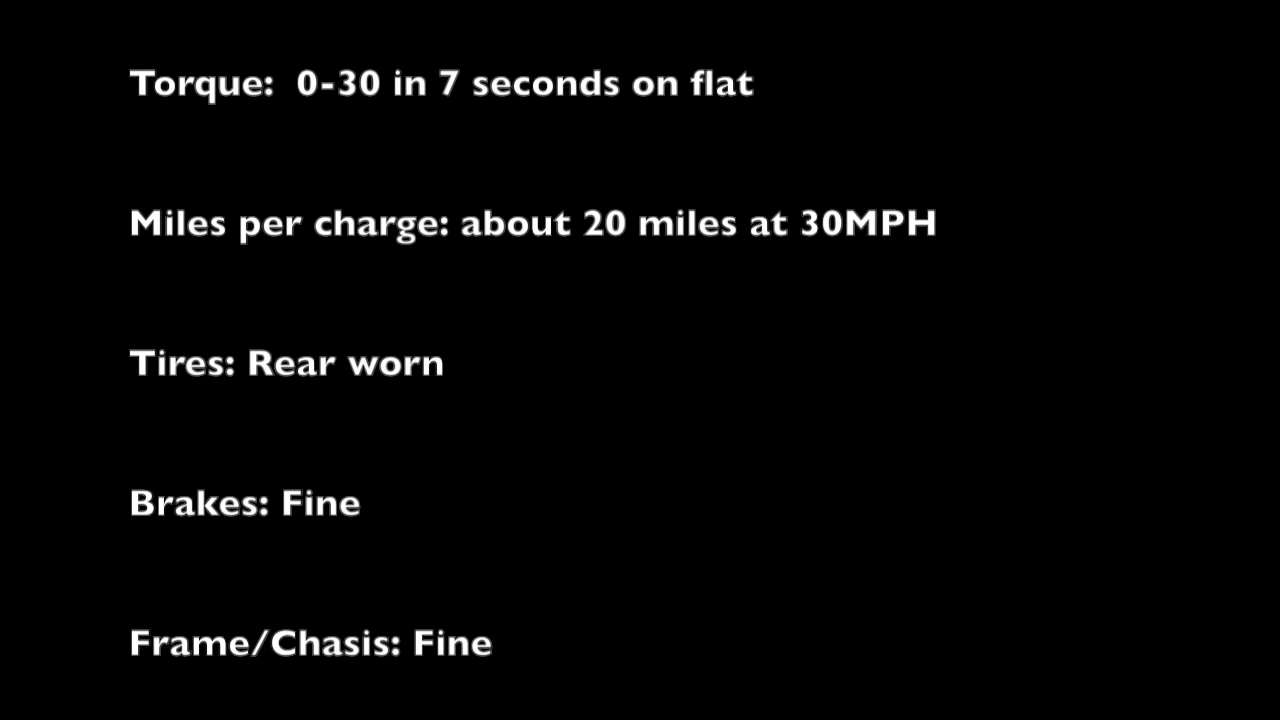 Torque:  0-30 in 7 seconds on flat
Miles per charge: about 20 miles at 30MPH
Tires: Rear worn
Brakes: Fine
Frame/Chasis: Fine